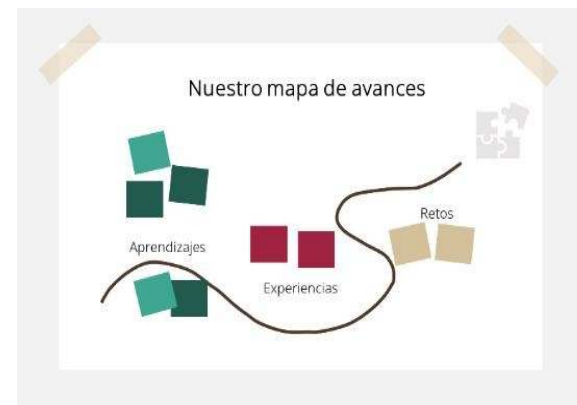 Nuestro mapa de avances
Retos
Aprendizajes
Experiencias